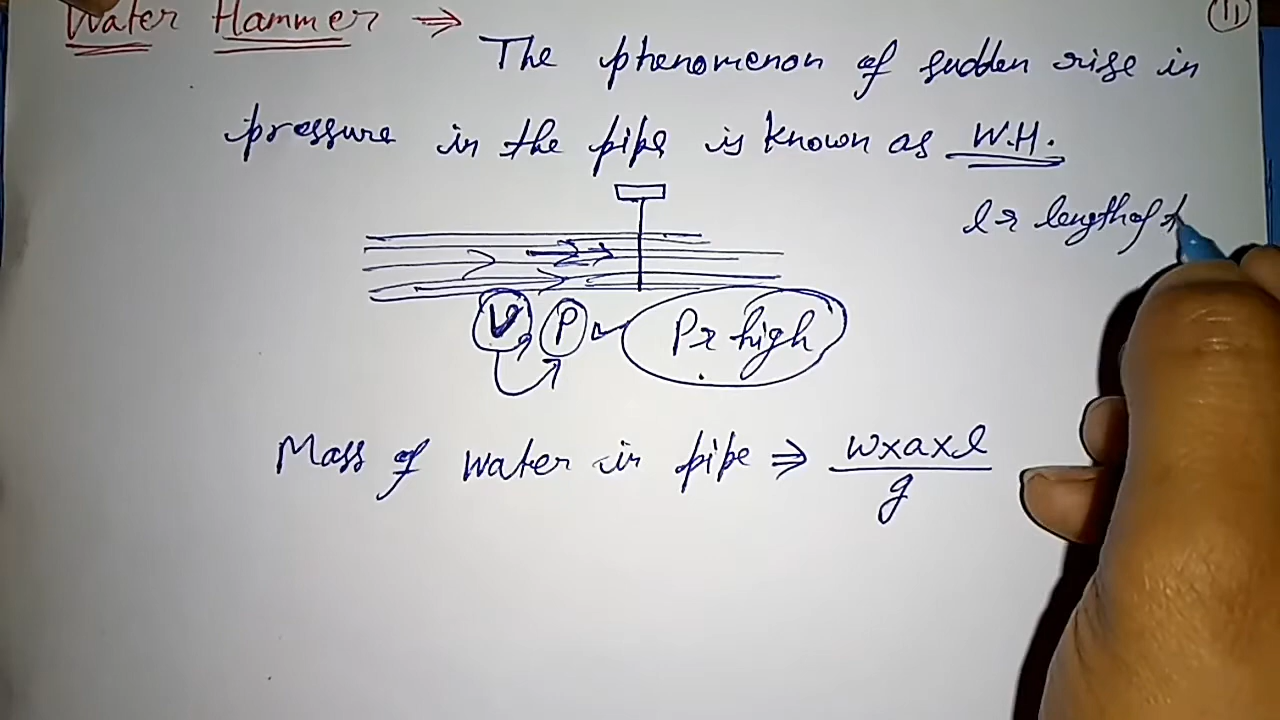 Water Hammer ⇒
11
The phenomenon of sudden rise in
pressure in the pipe is known as W.H.
l = length of
V P
P = high
Mass of water in pipe ⇒ w×a×l
g